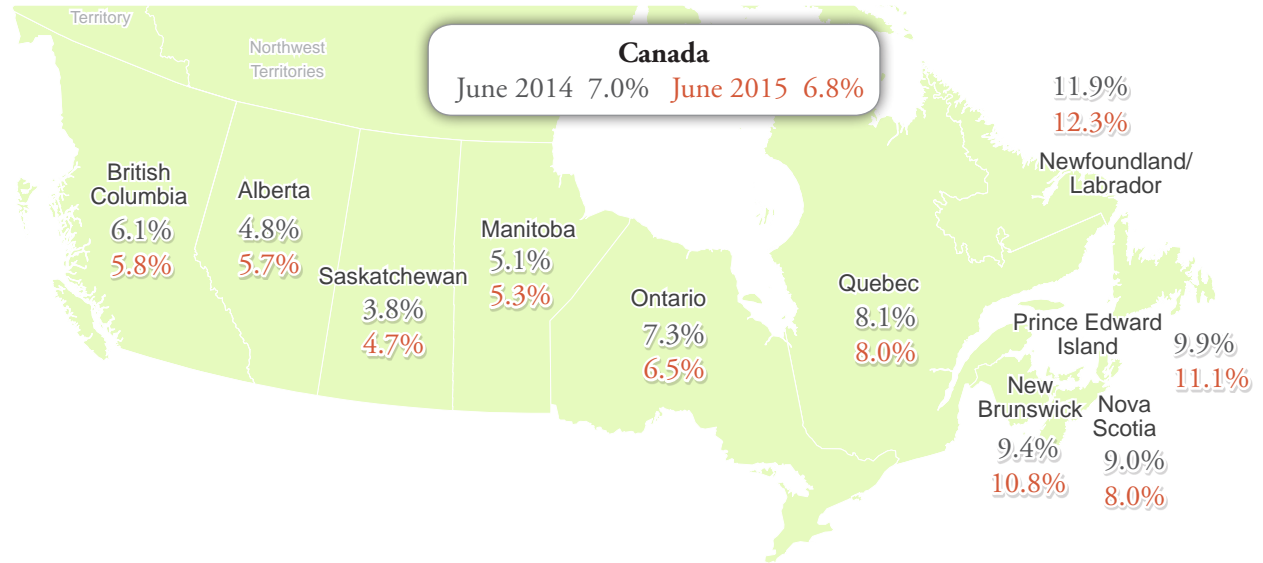 Territory
Northwest
Territories
Canada
June 2014 7.0% June 2015 6.8%
11.9%
12.3%
Newfoundland/
Labrador
British
Columbia
6.1%
5.8%
Alberta
4.8%
5.7%
Saskatchewan
3.8%
4.7%
Manitoba
5.1%
5.3%
Ontario
7.3%
6.5%
Quebec
8.1%
8.0%
Prince Edward
Island
9.9%
11.1%
New
Brunswick
9.4%
10.8%
Nova
Scotia
9.0%
8.0%